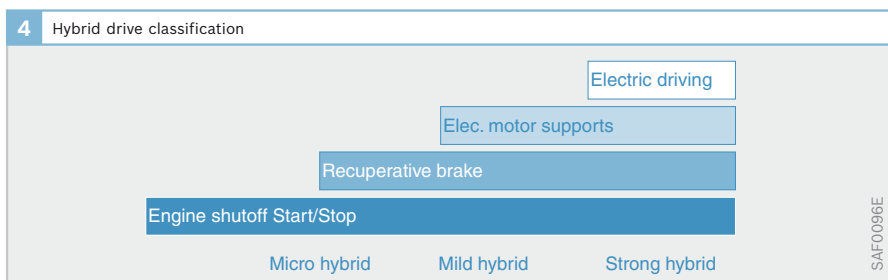 4 Hybrid drive classification
Electric driving
Elec. motor supports
Recuperative brake
Engine shutoff Start/Stop
Micro hybrid Mild hybrid Strong hybrid
SAF0096E